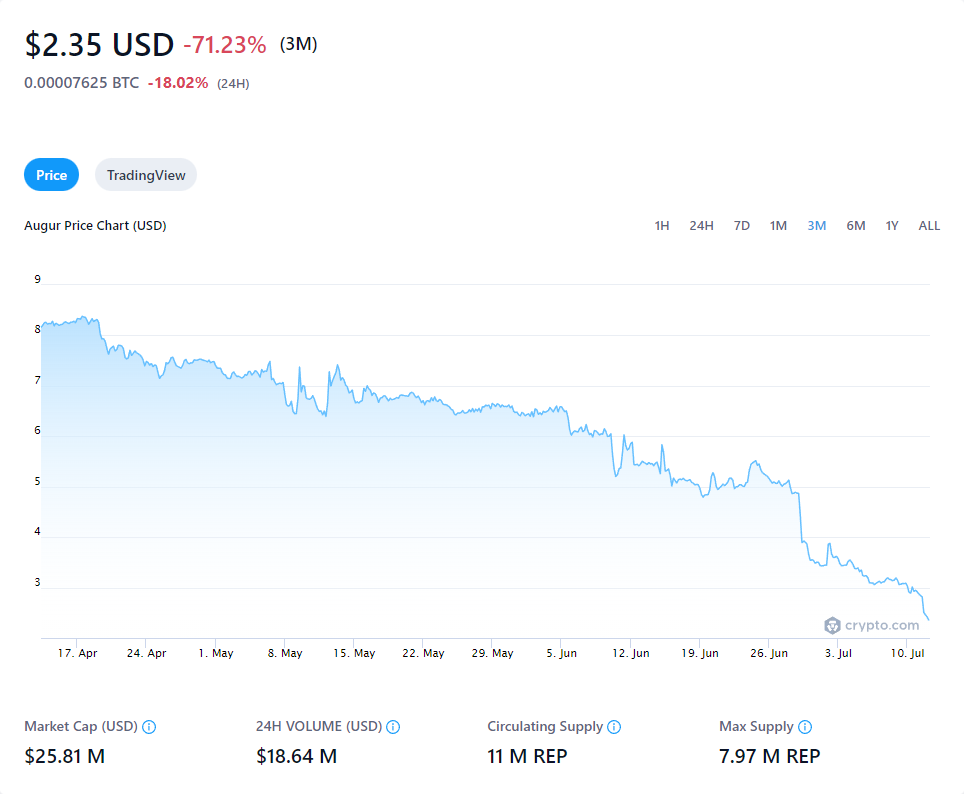 $2.35 USD -71.23% (3M)
0.00007625 BTC -18.02% (24H)
Price TradingView
Augur Price Chart (USD) 1H 24H 7D 1M 3M 6M 1Y ALL
9
8
7
6
5
4
3
crypto.com
17. Apr 24. Apr 1. May 8. May 15. May 22. May 29. May 5. Jun 12. Jun 19. Jun 26. Jun 3. Jul 10. Jul
Market Cap (USD) 24H VOLUME (USD) Circulating Supply Max Supply
$25.81 M $18.64 M 11 M REP 7.97 M REP